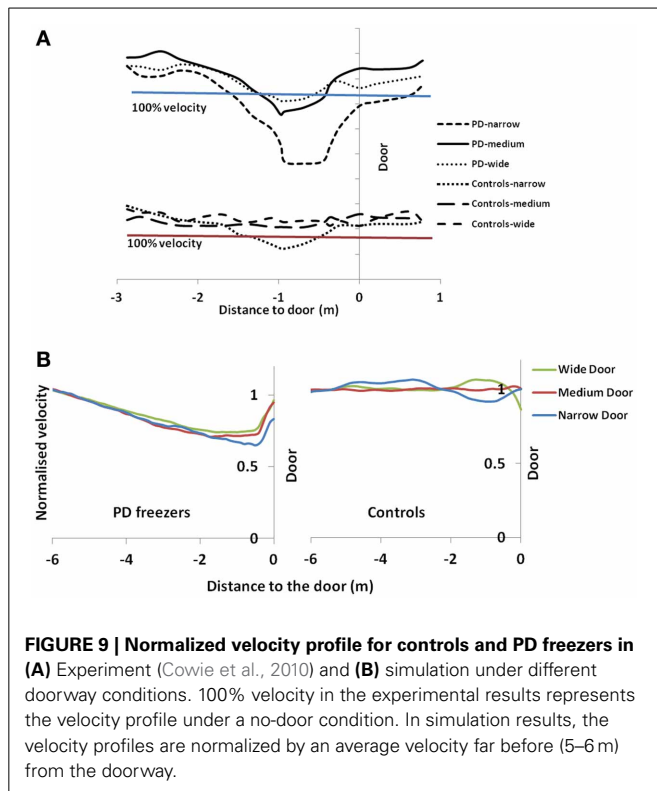 A
100% velocity
Door
PD-narrow
PD-medium
PD-wide
Controls-narrow
Controls-medium
Controls-wide
100% velocity
-3 -2 -1 0 1
Distance to door (m)
B
Normalised velocity
1
0.5
0
Door
PD freezers
-6 -4 -2 0
1
0.5
0
Door
Controls
-6 -4 -2 0
Wide Door
Medium Door
Narrow Door
Distance to the door (m)
FIGURE 9 | Normalized velocity profile for controls and PD freezers in
(A) Experiment (Cowie et al., 2010) and (B) simulation under different
doorway conditions. 100% velocity in the experimental results represents
the velocity profile under a no-door condition. In simulation results, the
velocity profiles are normalized by an average velocity far before (5–6 m)
from the doorway.